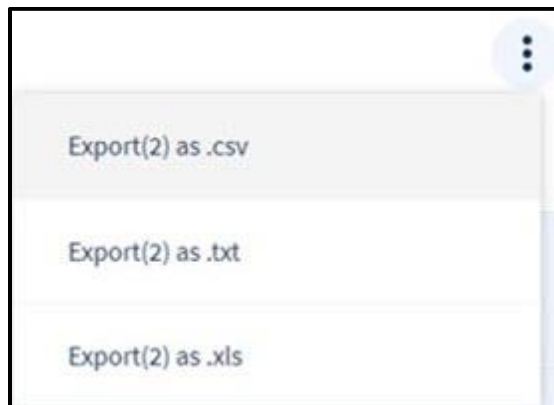 Export(2) as .csv
Export(2) as .txt
Export(2) as .xls